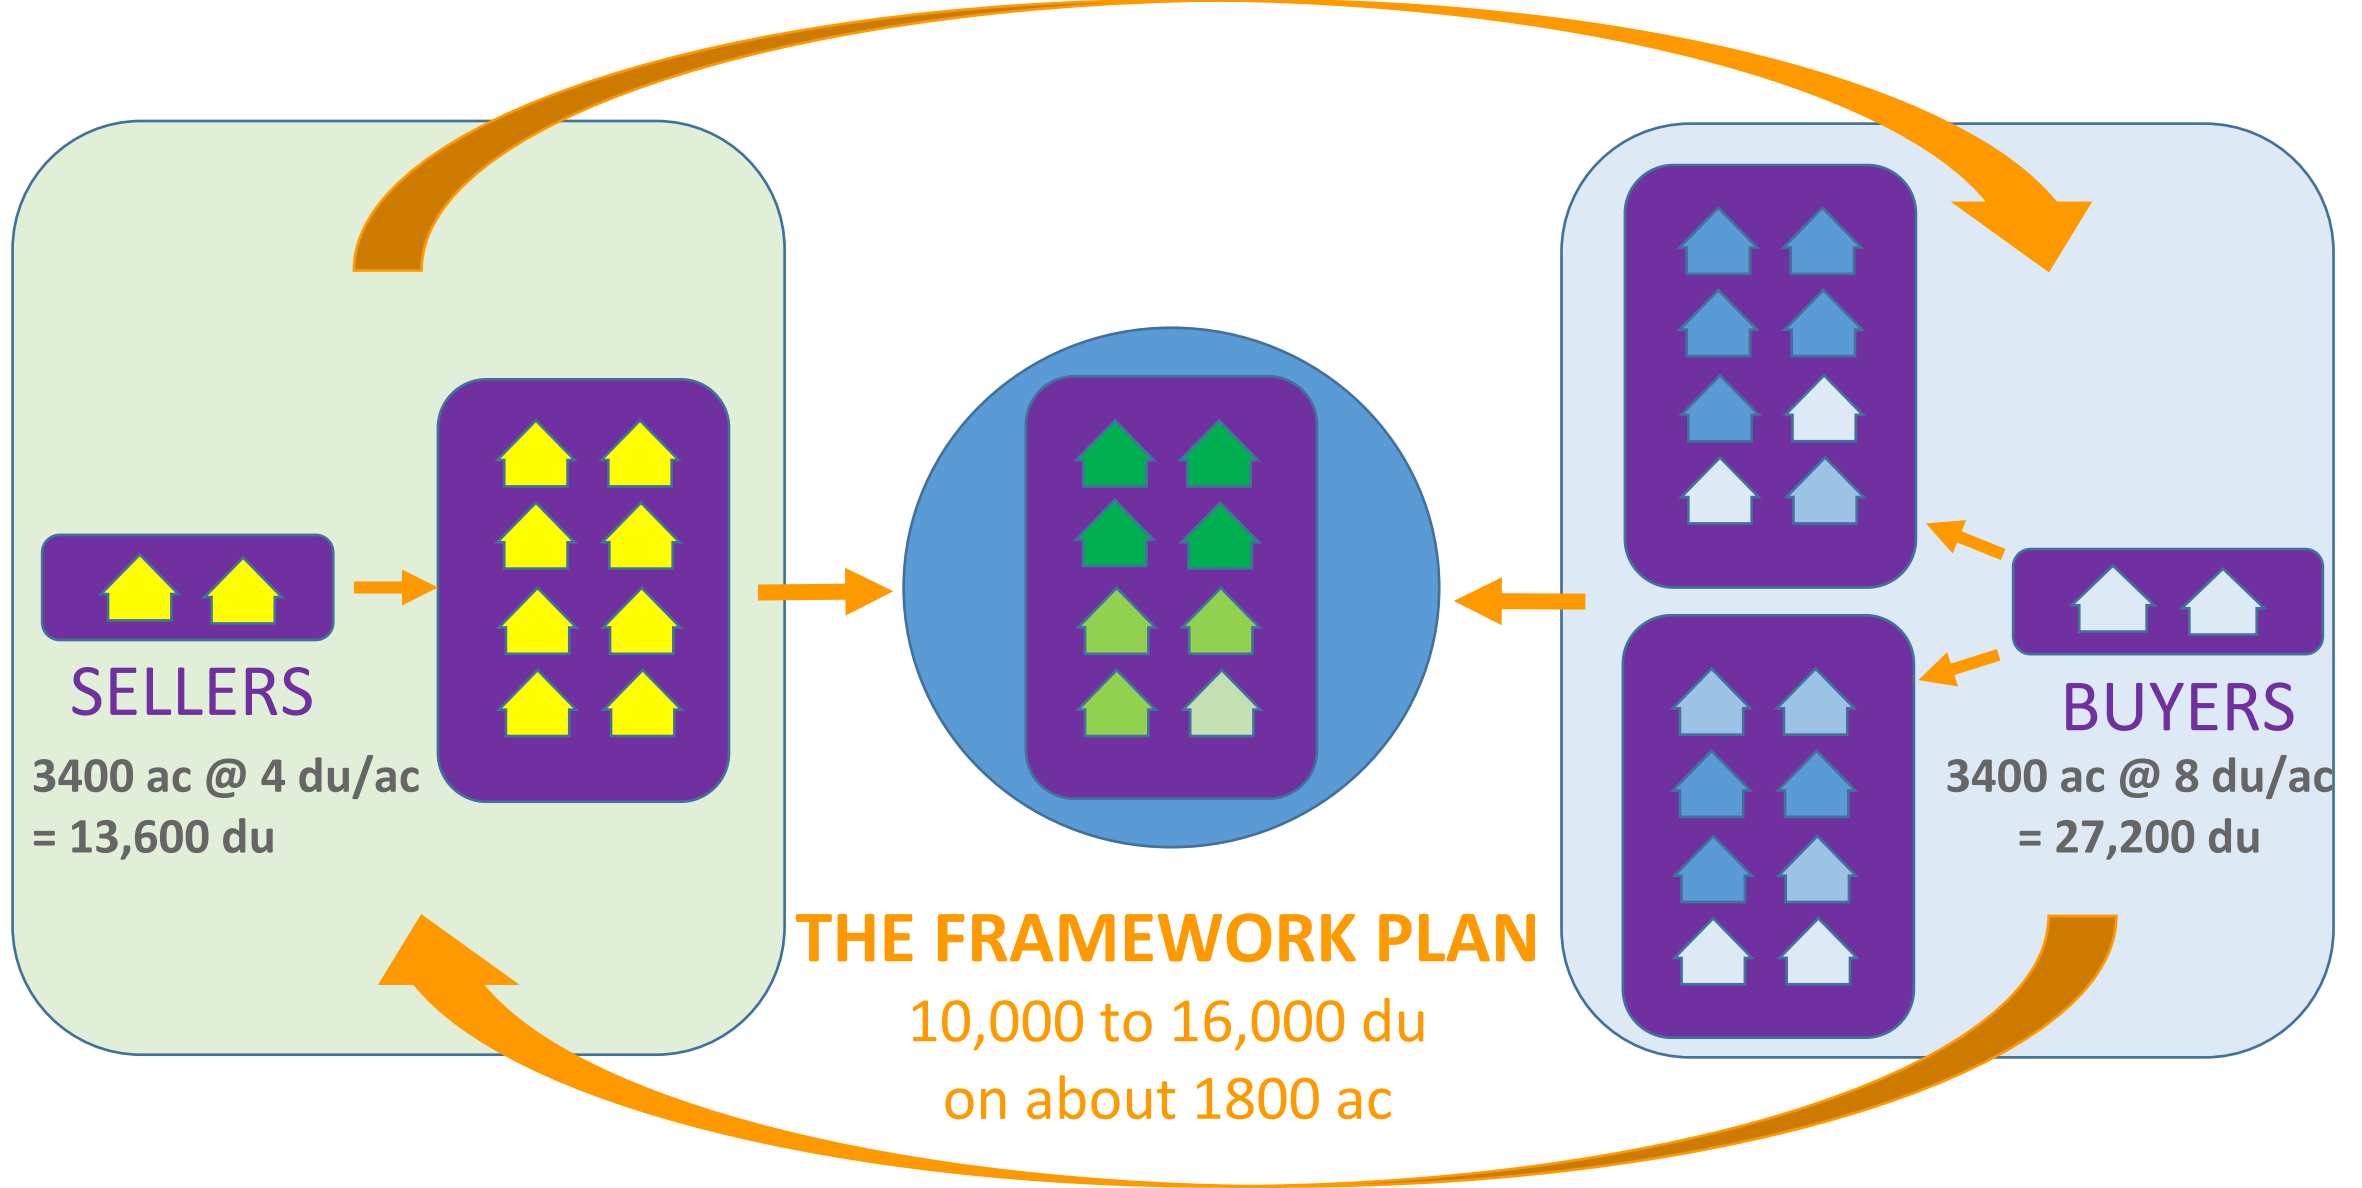 SELLERS
3400 ac @ 4 du/ac
= 13,600 du
THE FRAMEWORK PLAN
10,000 to 16,000 du
on about 1800 ac
BUYERS
3400 ac @ 8 du/ac
= 27,200 du